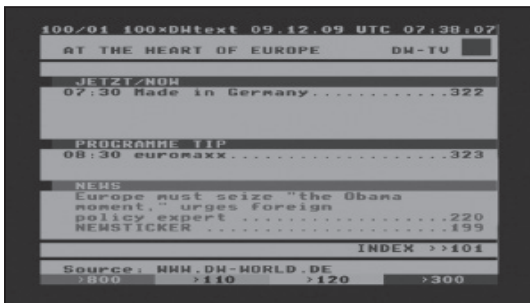 100/01 100×DWtext 09.12.09 UTC 07:38:07
AT THE HEART OF EUROPE DW-TV
JETZT/NOW
07:30 Made in Germany............322
PROGRAMME TIP
08:30 euromaxx...................323
NEWS
Europe must seize "the Obama
moment," urges foreign
policy expert ...................220
NEWSTICKER ......................199
INDEX >>101
Source: WWW.DW-WORLD.DE
>800 >110 >120 >300